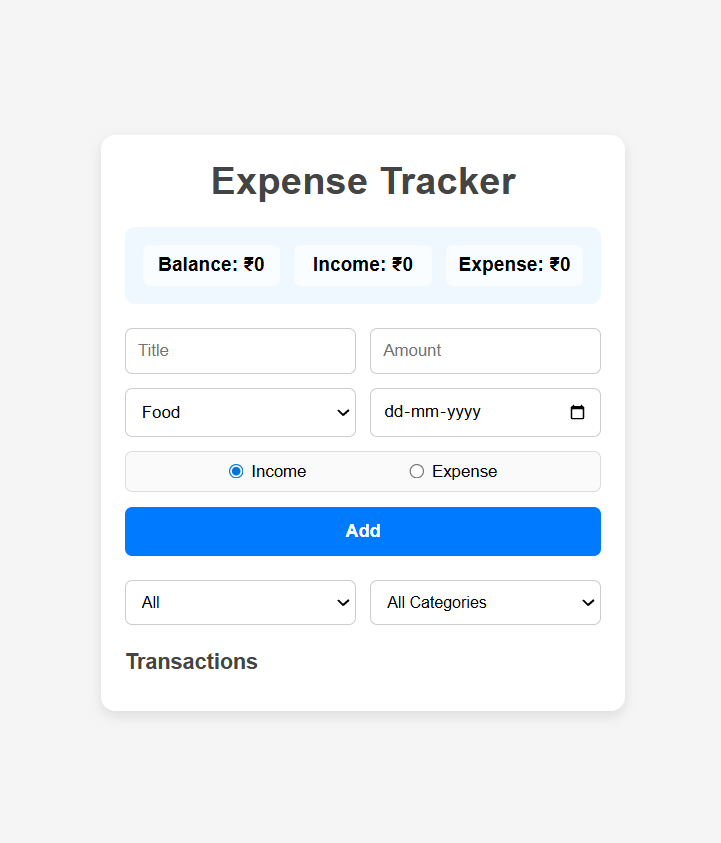 Expense Tracker
Balance: ₹0 Income: ₹0 Expense: ₹0
Title Amount
Food dd-mm-yyyy
Income Expense
Add
All All Categories
Transactions